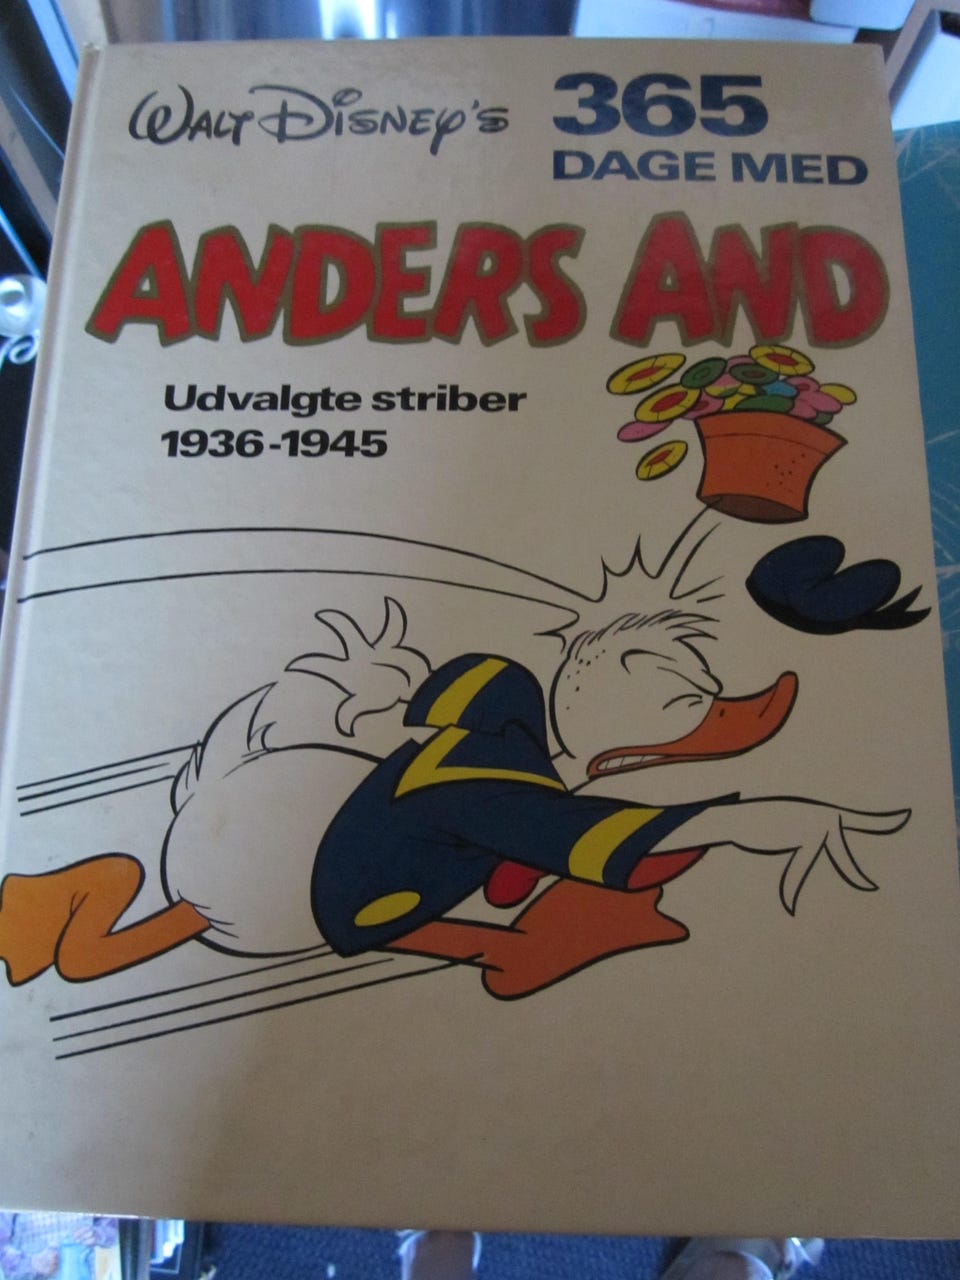 WALT DISNEY'S
365
DAGE MED
ANDERS AND
Udvalgte striber
1936-1945